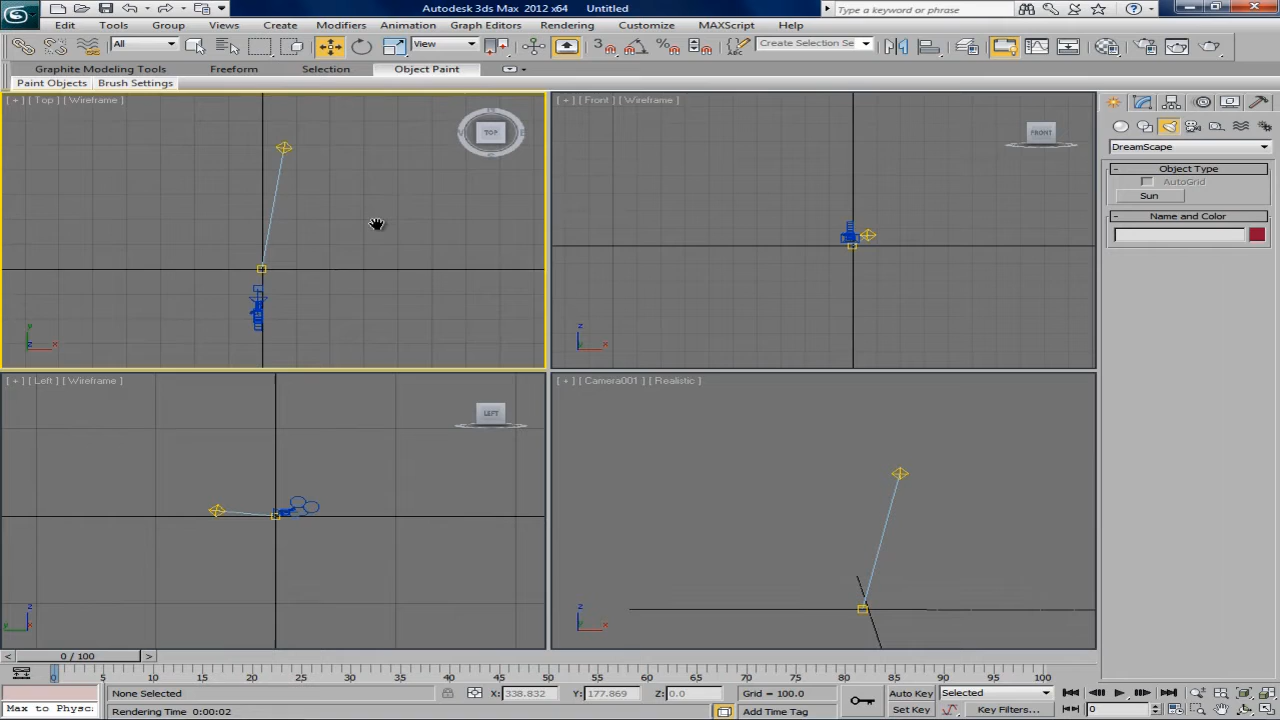 Autodesk 3ds Max 2012 x64 Untitled
Type a keyword or phrase
Edit Tools Group Views Create Modifiers Animation Graph Editors Rendering Customize MAXScript Help
All View Create Selection Se
Graphite Modeling Tools Freeform Selection Object Paint
Paint Objects Brush Settings
[ + ] [ Top ] [ Wireframe ]
TOP
[ + ] [ Front ] [ Wireframe ]
FRONT
DreamScape
- Object Type
AutoGrid
Sun
- Name and Color
y
z x
z
y x
[ + ] [ Left ] [ Wireframe ]
LEFT
[ + ] [ Camera001 ] [ Realistic ]
z
y x
z
y x
< 0 / 100 >
0 5 10 15 20 25 30 35 40 45 50 55 60 65 70 75 80 85 90 95 100
None Selected X: 338.832 Y: 177.869 Z: 0.0 Grid = 100.0 Auto Key Selected
Max to Physc. Rendering Time 0:00:02 Add Time Tag Set Key Key Filters... 0